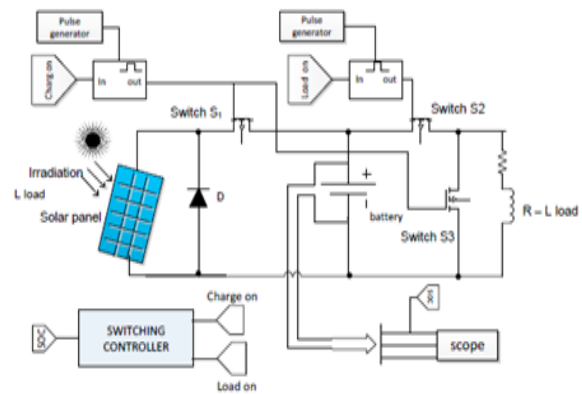 Pulse
generator
Pulse
generator
Charg on
In out
Load on
In out
Switch S1
Switch S2
Irradiation
L load
Solar panel
D
+
battery
Switch S3
R = L load
Charge on
SOC
SWITCHING
CONTROLLER
Load on
SOC
scope